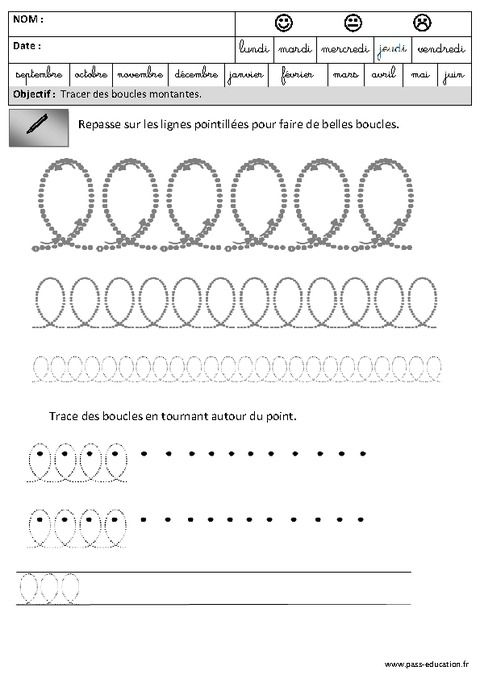 NOM :
Date :
lundi mardi mercredi jeudi vendredi
septembre octobre novembre décembre janvier février mars avril mai juin
Objectif : Tracer des boucles montantes.
Repasse sur les lignes pointillées pour faire de belles boucles.
Trace des boucles en tournant autour du point.
www.pass-education.fr